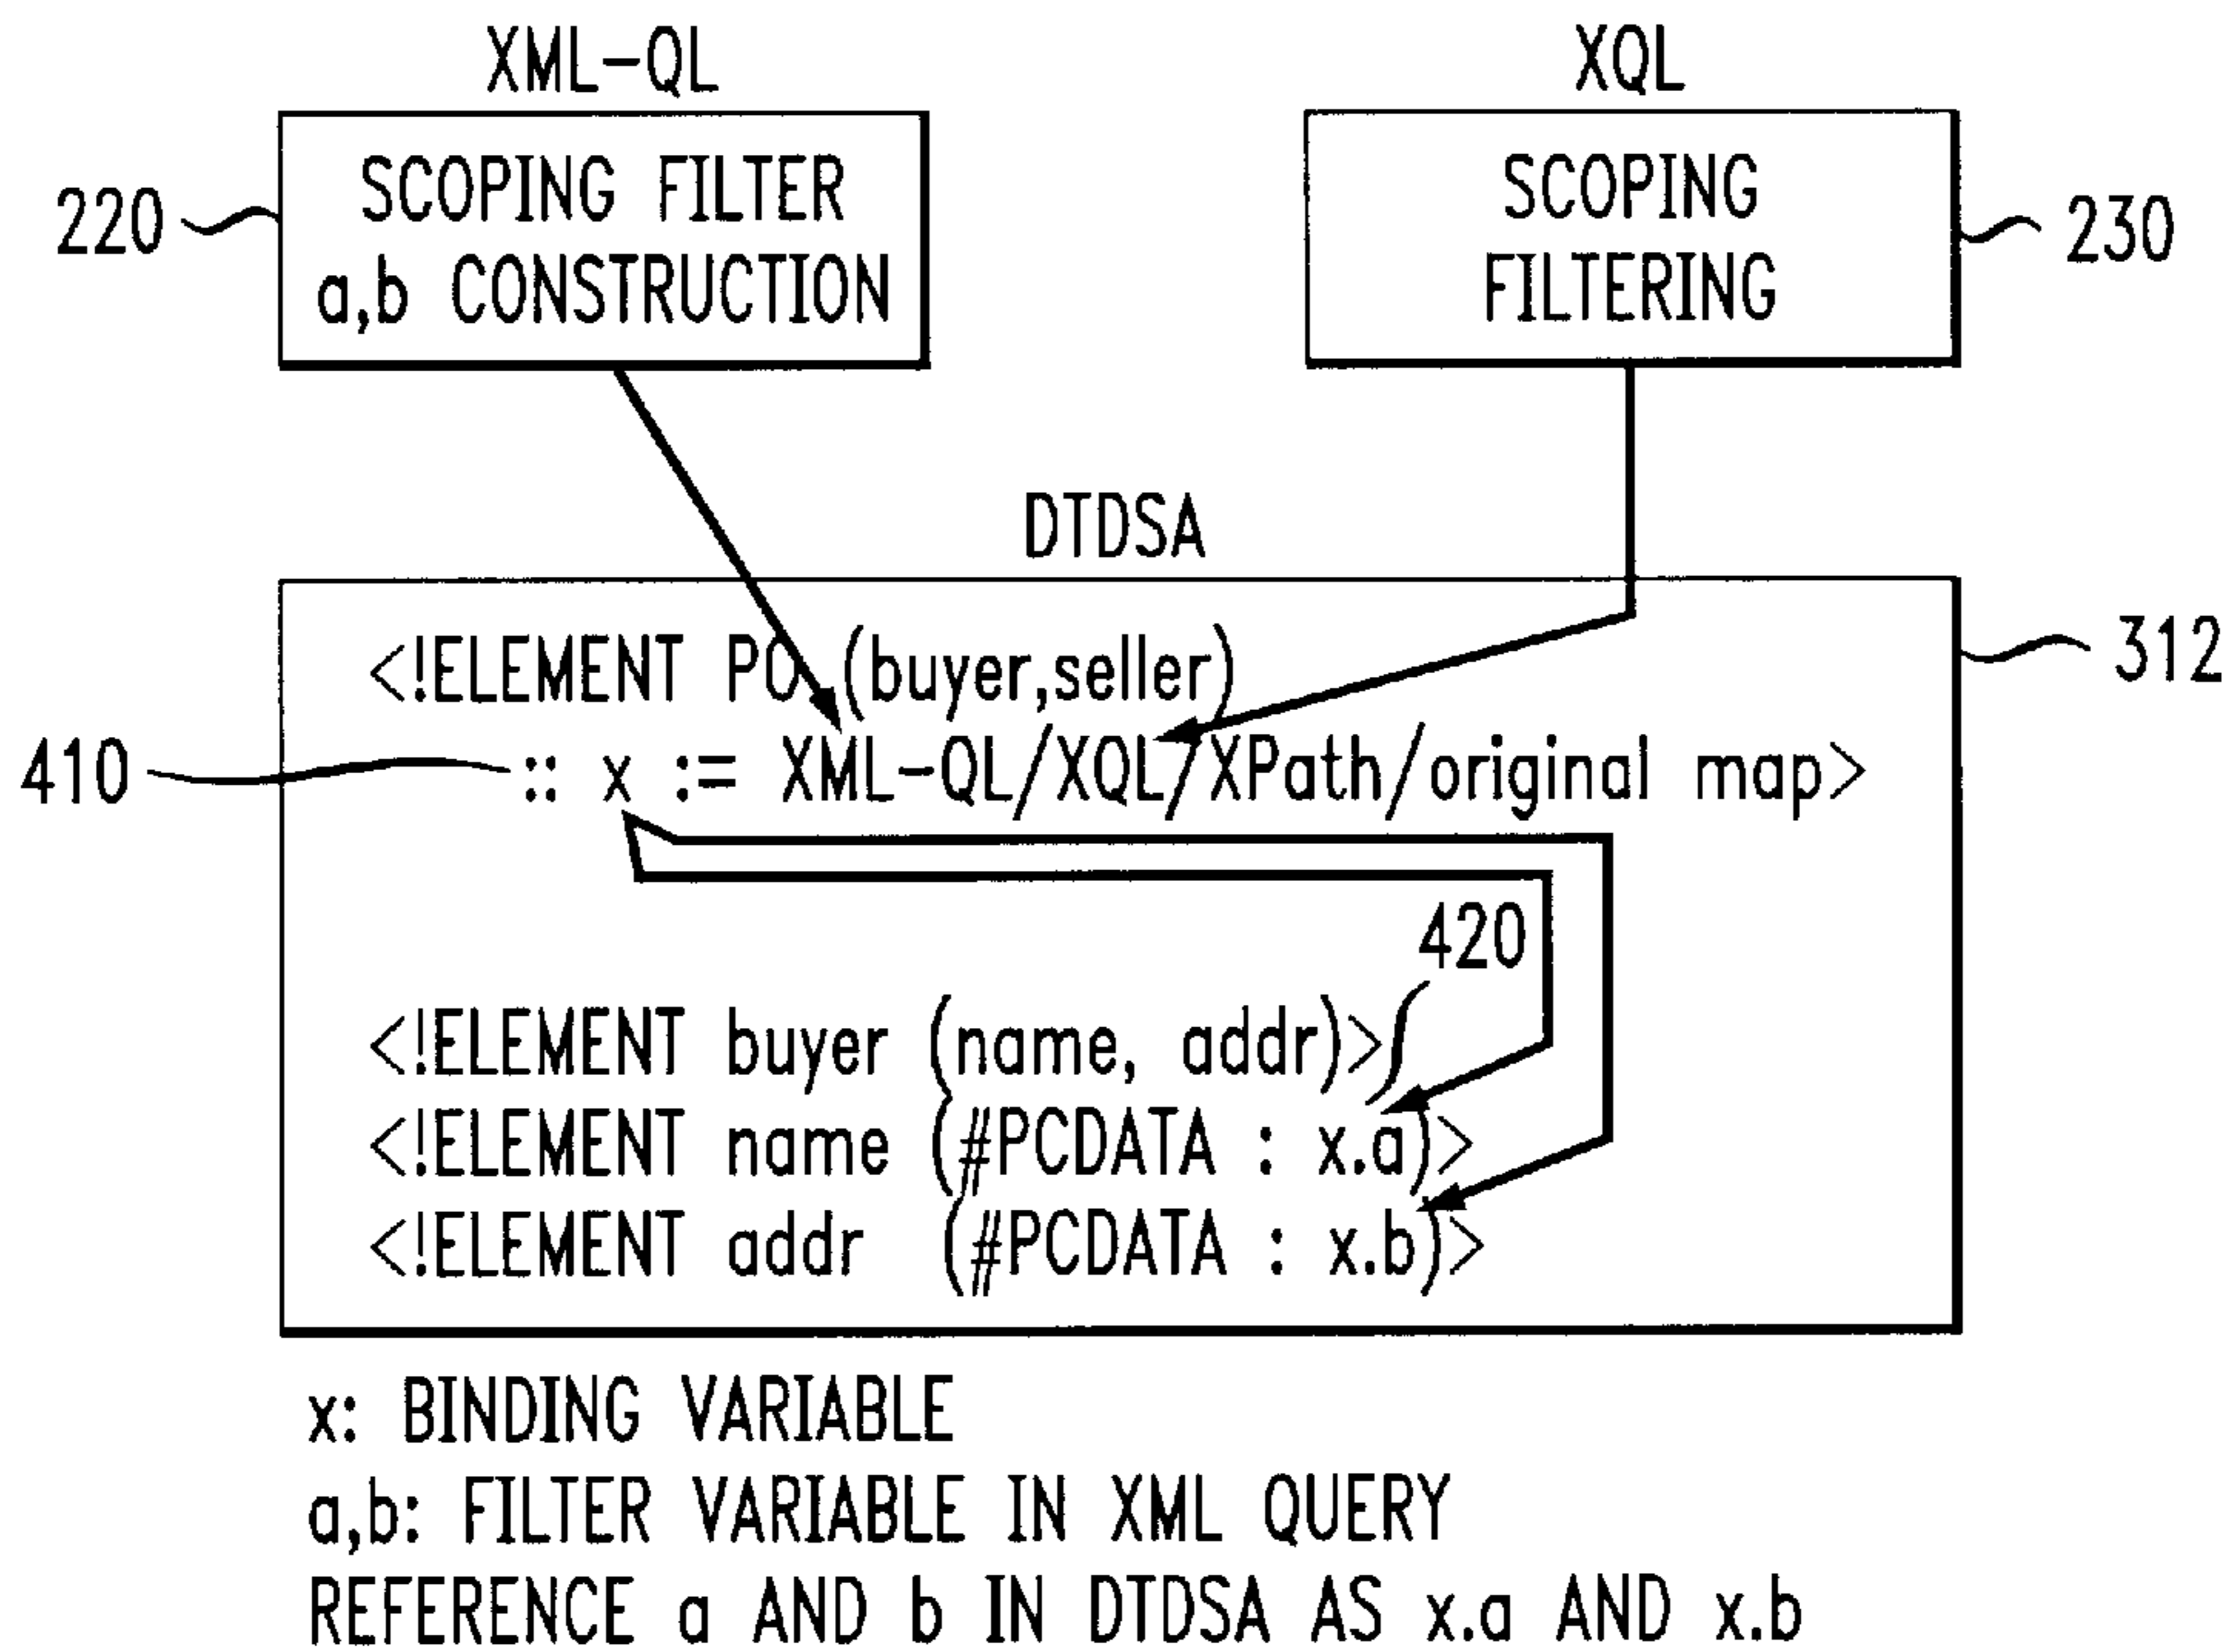 XML-QL
XQL
SCOPING FILTER
a,b CONSTRUCTION
220
SCOPING
FILTERING
230
DTDSA
<!ELEMENT PO (buyer,seller)
312
410
:: x := XML-QL/XQL/XPath/original map>
420
<!ELEMENT buyer (name, addr)>
<!ELEMENT name (#PCDATA : x.a)>
<!ELEMENT addr (#PCDATA : x.b)>
x: BINDING VARIABLE
a,b: FILTER VARIABLE IN XML QUERY
REFERENCE a AND b IN DTDSA AS x.a AND x.b